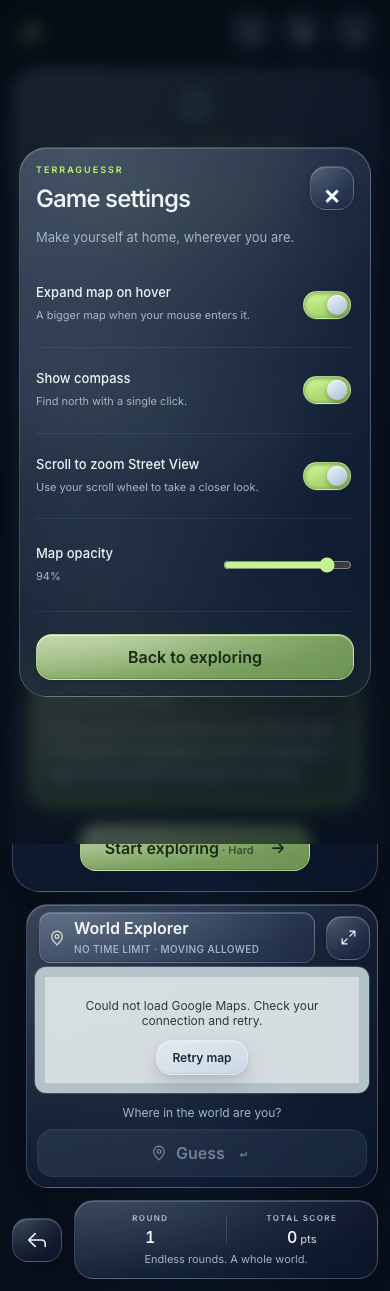 TERRAGUESSR
Game settings
×
Make yourself at home, wherever you are.
Expand map on hover
A bigger map when your mouse enters it.
Show compass
Find north with a single click.
Scroll to zoom Street View
Use your scroll wheel to take a closer look.
Map opacity
94%
Back to exploring
Start exploring · Hard →
World Explorer
NO TIME LIMIT · MOVING ALLOWED
Could not load Google Maps. Check your
connection and retry.
Retry map
Where in the world are you?
Guess ↵
ROUND
1
TOTAL SCORE
0 pts
Endless rounds. A whole world.